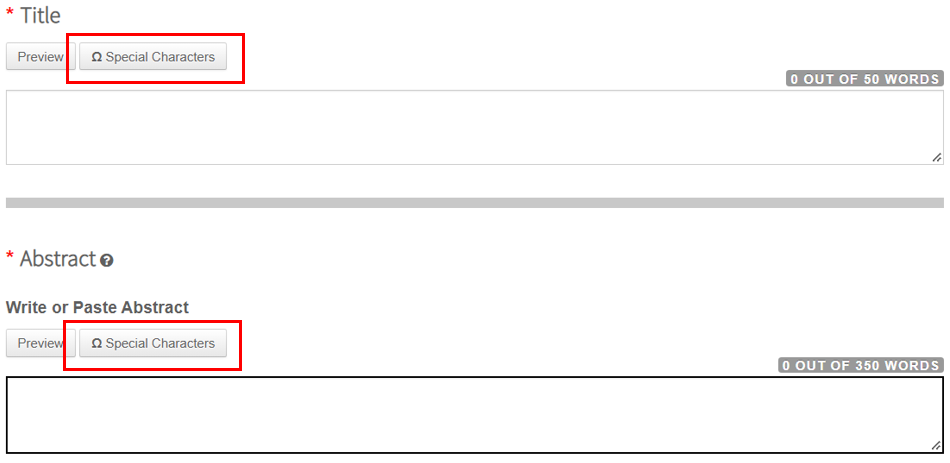 * Title
Preview Ω Special Characters
0 OUT OF 50 WORDS
* Abstract ?
Write or Paste Abstract
Preview Ω Special Characters
0 OUT OF 350 WORDS